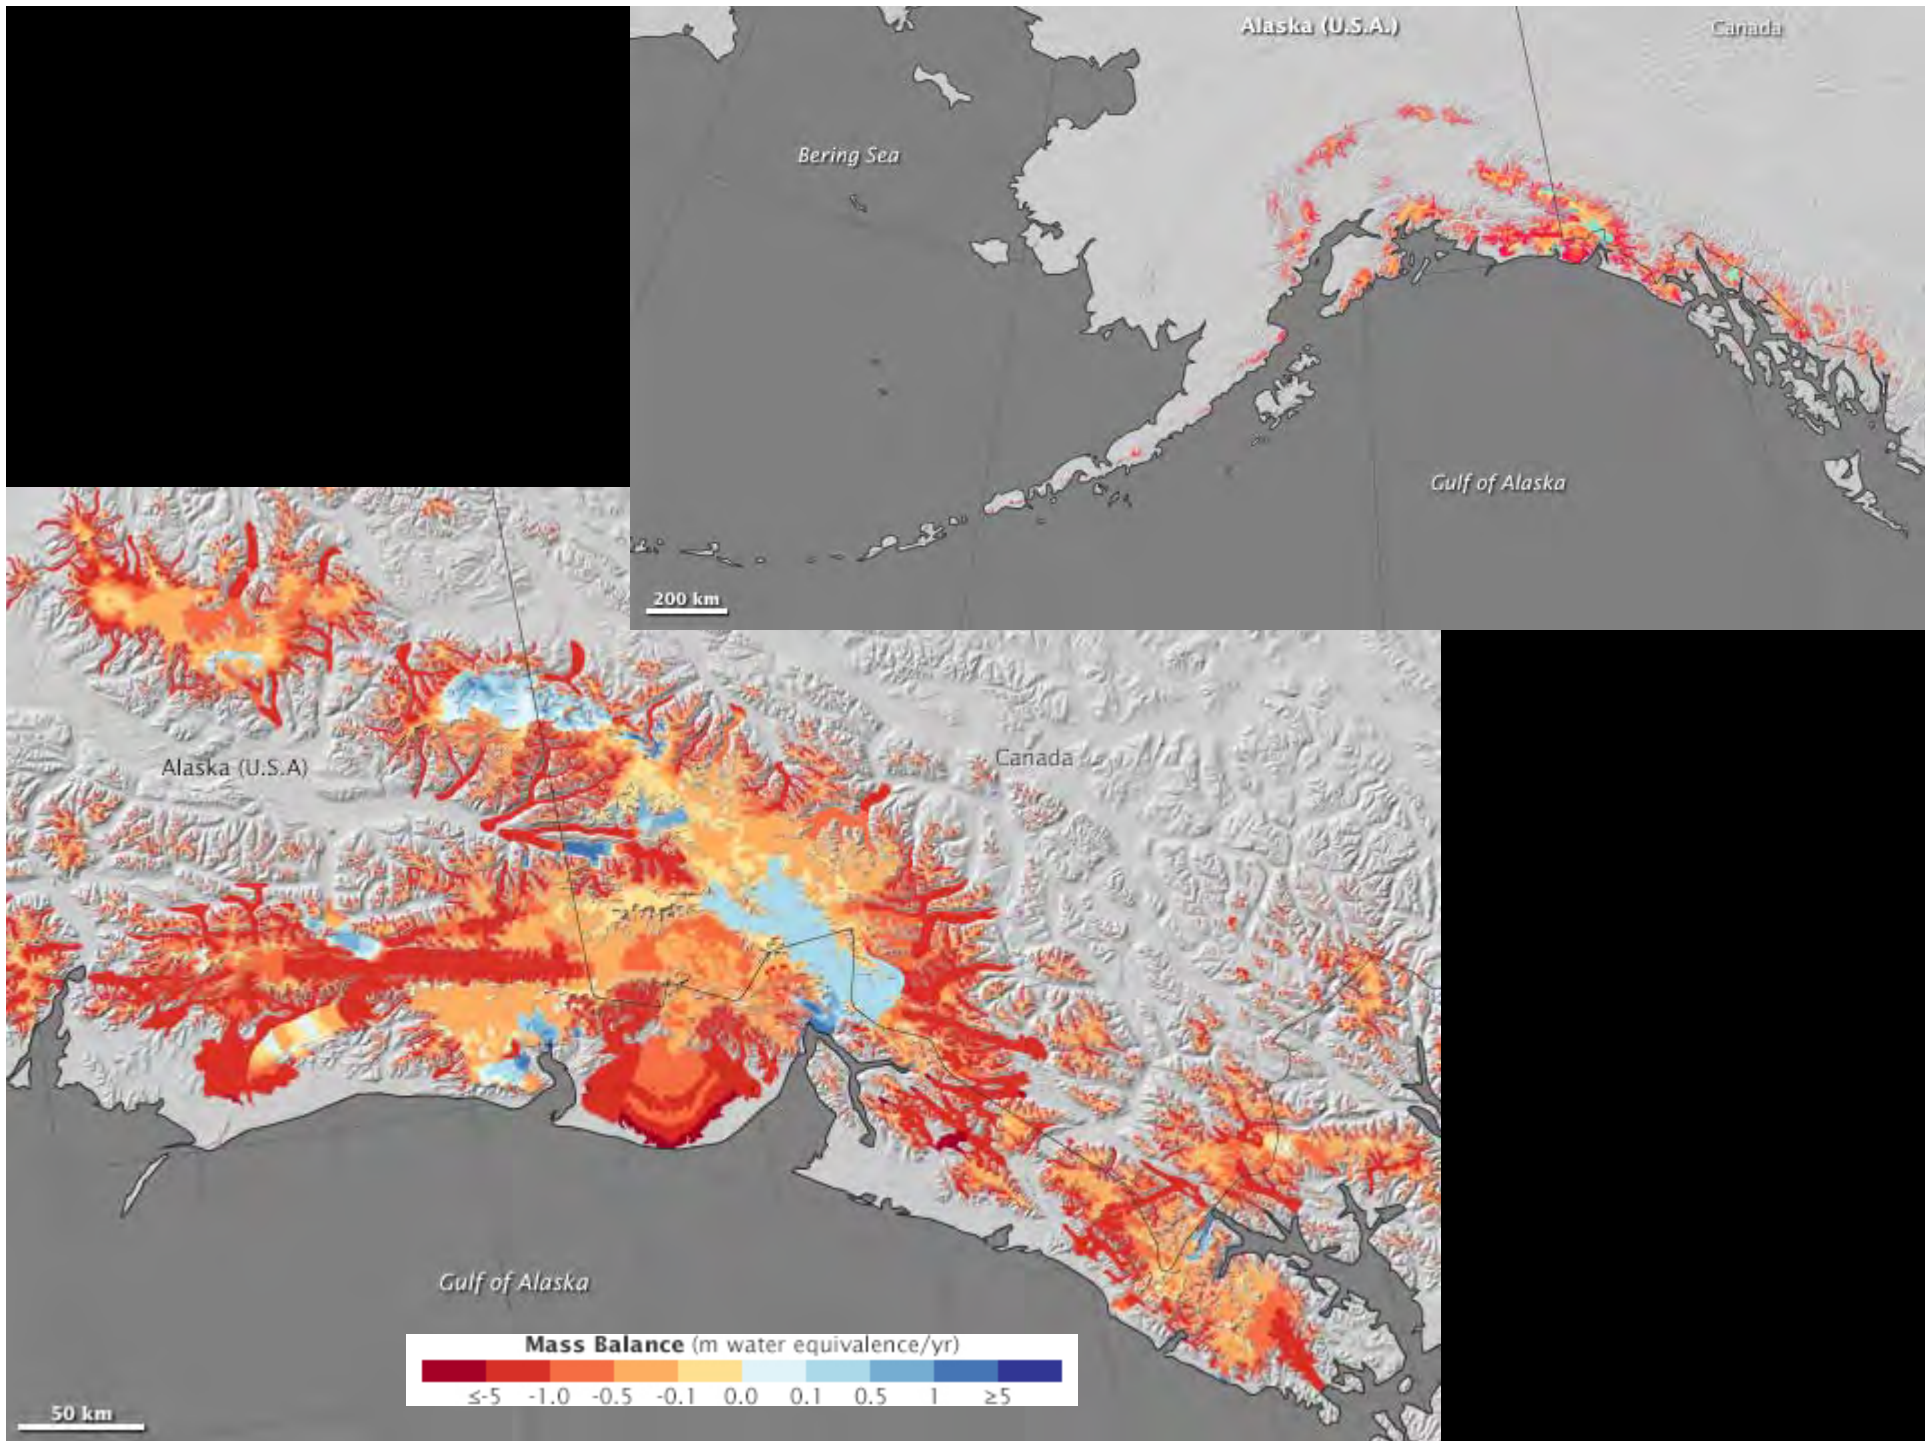 Alaska (U.S.A.)
Canada
Bering Sea
Gulf of Alaska
200 km
Alaska (U.S.A)
Canada
Gulf of Alaska
Mass Balance (m water equivalence/yr)
≤-5 -1.0 -0.5 -0.1 0.0 0.1 0.5 1 ≥5
50 km